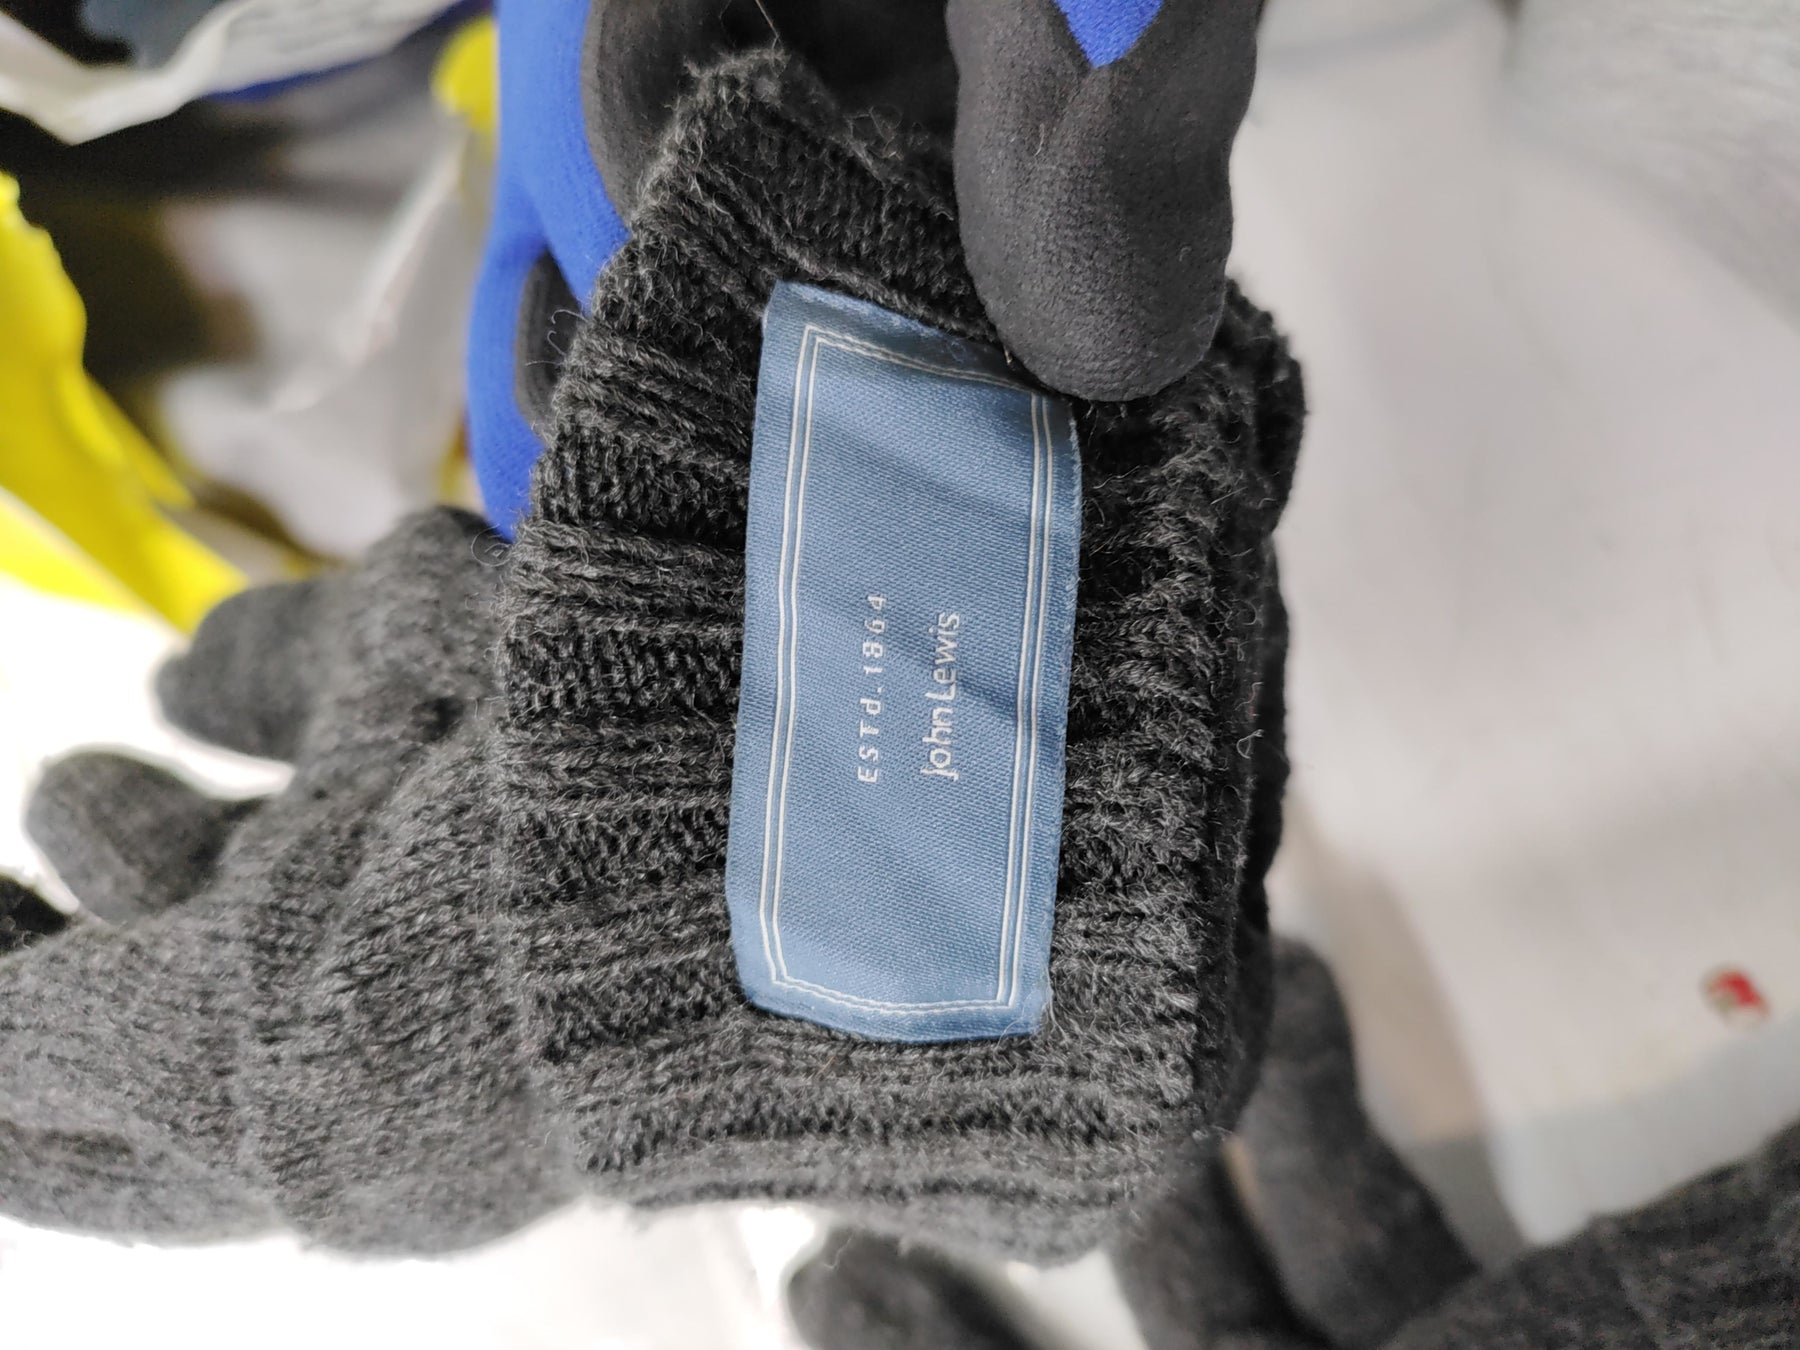 ESTD. 1864
John Lewis